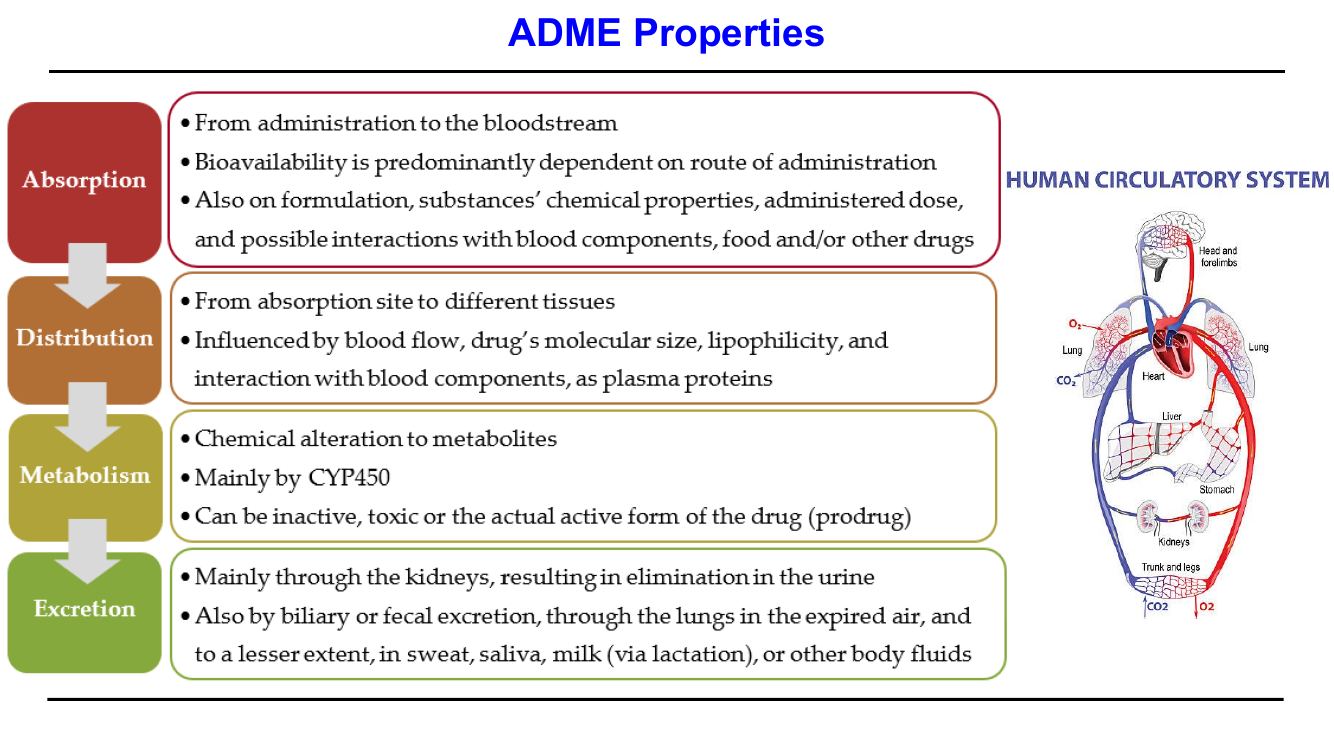 ADME Properties
Absorption
• From administration to the bloodstream
• Bioavailability is predominantly dependent on route of administration
• Also on formulation, substances’ chemical properties, administered dose,
and possible interactions with blood components, food and/or other drugs
Distribution
• From absorption site to different tissues
• Influenced by blood flow, drug’s molecular size, lipophilicity, and
interaction with blood components, as plasma proteins
Metabolism
• Chemical alteration to metabolites
• Mainly by CYP450
• Can be inactive, toxic or the actual active form of the drug (prodrug)
Excretion
• Mainly through the kidneys, resulting in elimination in the urine
• Also by biliary or fecal excretion, through the lungs in the expired air, and
to a lesser extent, in sweat, saliva, milk (via lactation), or other body fluids
HUMAN CIRCULATORY SYSTEM
Head and
forelimbs
O₂
Lung
Lung
CO₂
Heart
Liver
Stomach
Kidneys
Trunk and legs
CO2
O2